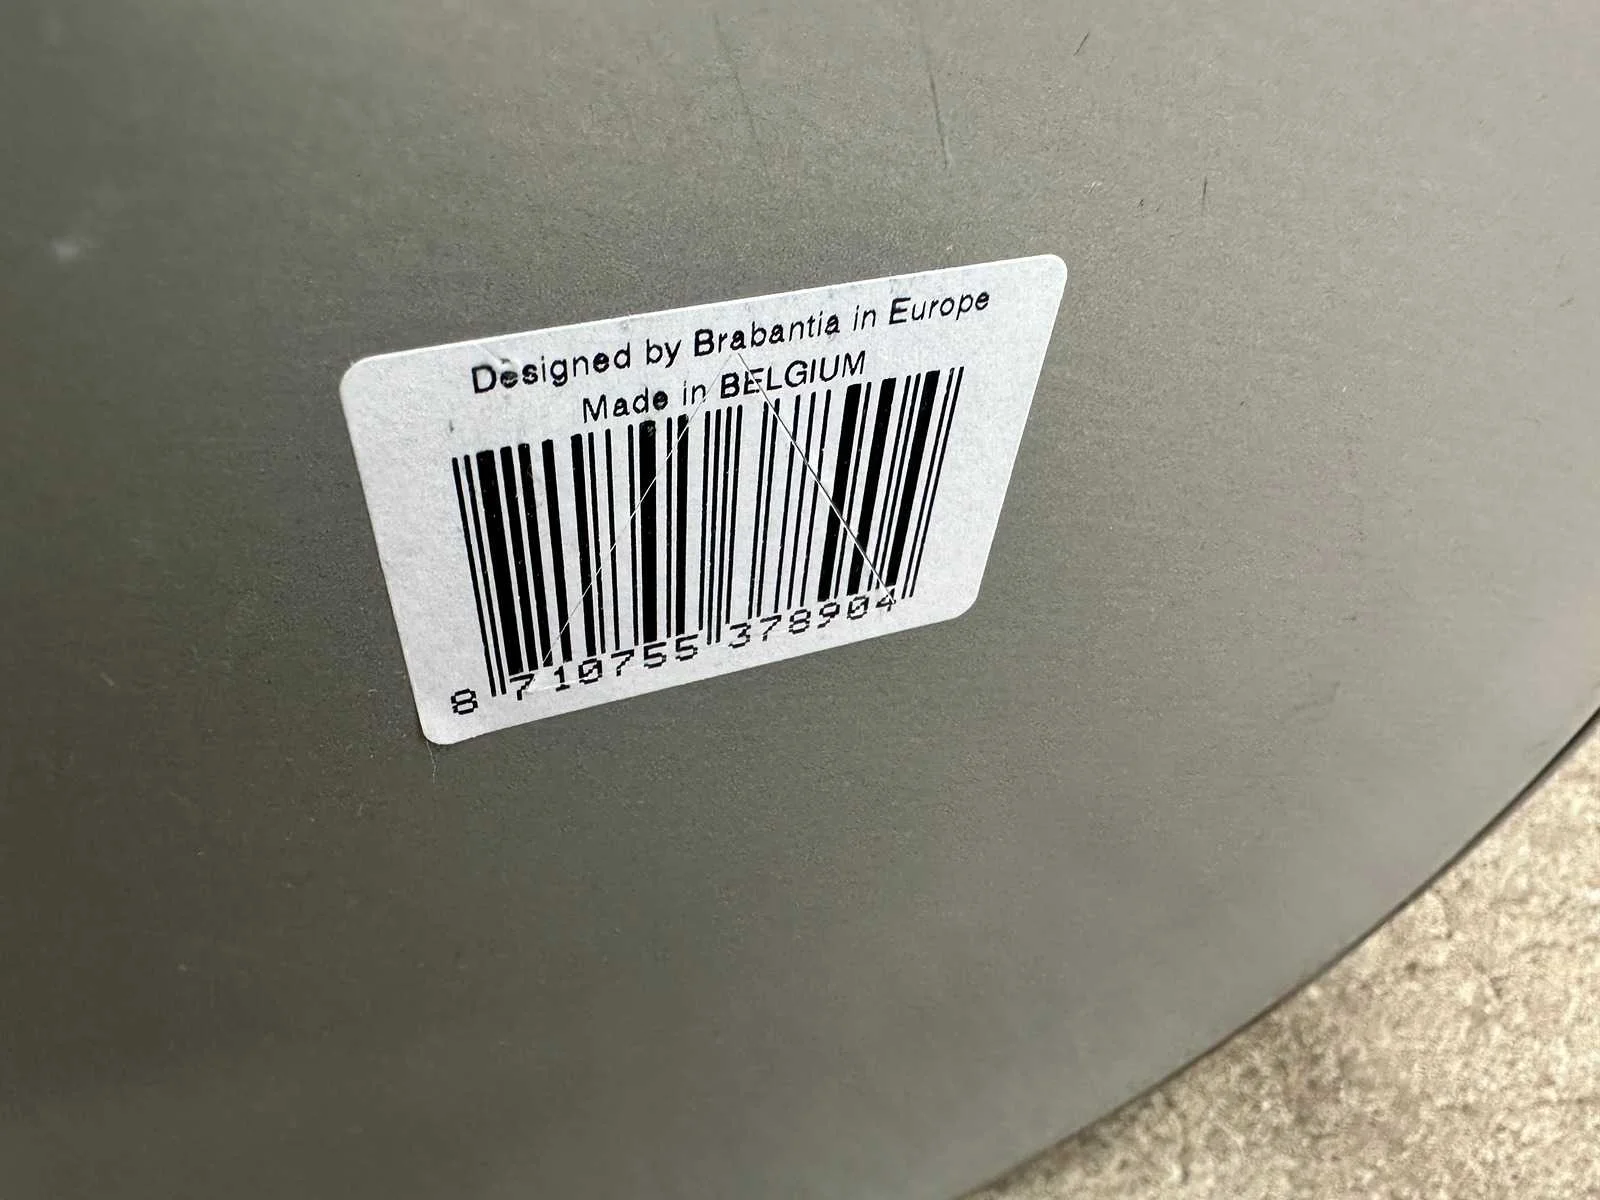 Designed by Brabantia in Europe
Made in BELGIUM
8 710755 378904